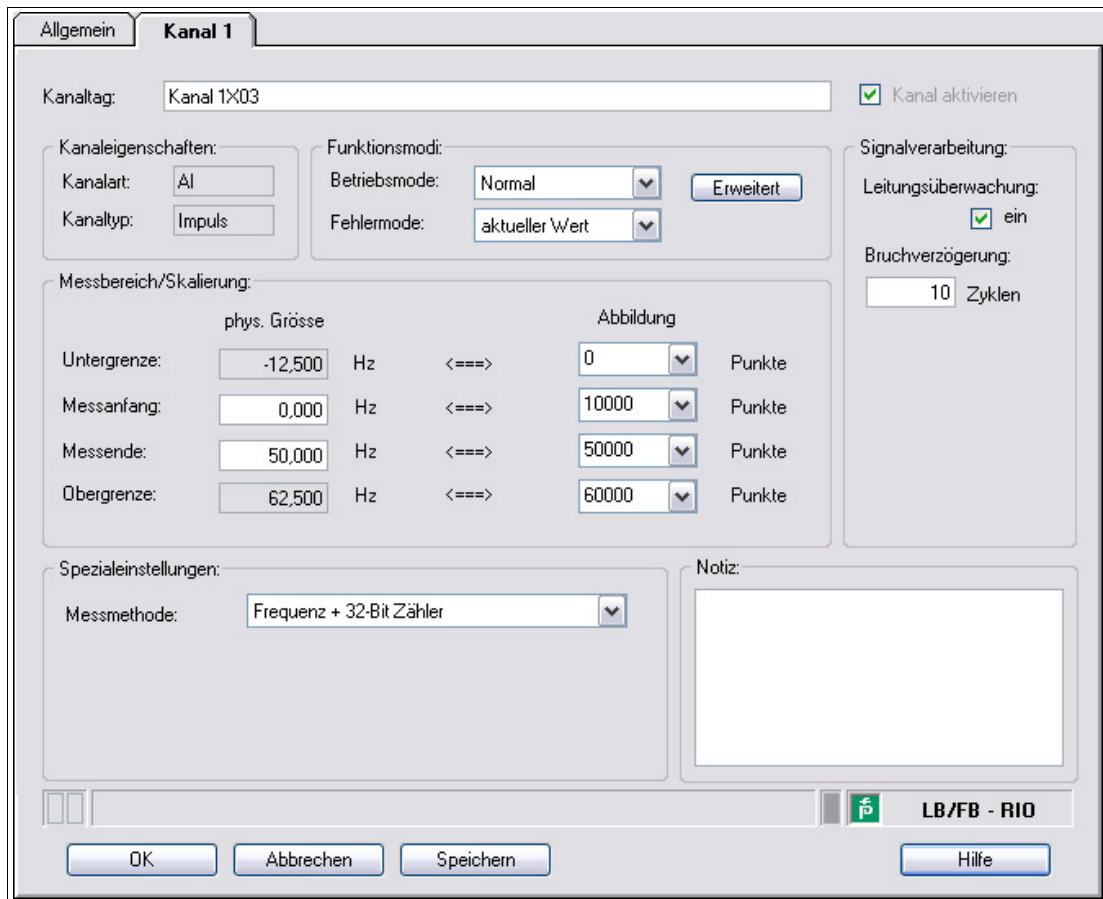 Allgemein
Kanal 1
Kanaltag: Kanal 1X03
Kanal aktivieren
Kanaleigenschaften:
Kanalart: AI
Kanaltyp: Impuls
Funktionsmodi:
Betriebsmode: Normal
Erweitert
Fehlermode: aktueller Wert
Signalverarbeitung:
Leitungsüberwachung:
ein
Bruchverzögerung:
10 Zyklen
Messbereich/Skalierung:
phys. Grösse Abbildung
Untergrenze: -12,500 Hz <===> 0 Punkte
Messanfang: 0,000 Hz <===> 10000 Punkte
Messende: 50,000 Hz <===> 50000 Punkte
Obergrenze: 62,500 Hz <===> 60000 Punkte
Spezialeinstellungen:
Messmethode: Frequenz + 32-Bit Zähler
Notiz:
LB/FB - RIO
OK Abbrechen Speichern Hilfe